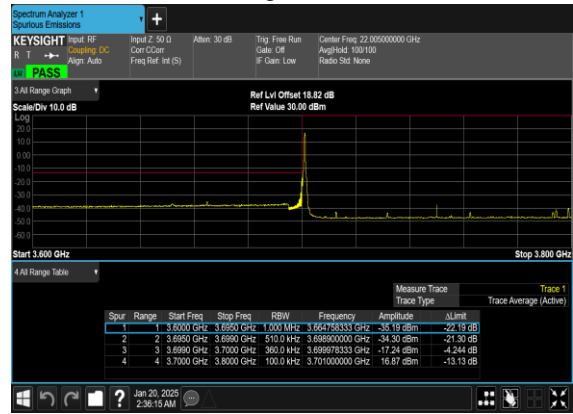 Spectrum Analyzer 1
Spurious Emissions
KEYSIGHT Input: RF Input Z: 50 Ω Atten: 30 dB Trig: Free Run Center Freq: 22.005000000 GHz
R T Coupling: DC Corr CCorr Gate: Off Avg|Hold: 100/100
Align: Auto Freq Ref: Int (S) IF Gain: Low Radio Std: None
PASS
3 All Range Graph
Ref Lvl Offset 18.82 dB
Scale/Div 10.0 dB Ref Value 30.00 dBm
Log
20.0
10.0
0.00
-10.0
-20.0
-30.0
-40.0
-50.0
-60.0
Start 3.600 GHz Stop 3.800 GHz
4 All Range Table
Measure Trace Trace 1
Trace Type Trace Average (Active)
Spur Range Start Freq Stop Freq RBW Frequency Amplitude ΔLimit
1 1 3.6000 GHz 3.6950 GHz 1.000 MHz 3.664758333 GHz -35.19 dBm -22.19 dB
2 2 3.6950 GHz 3.6990 GHz 510.0 kHz 3.698900000 GHz -34.30 dBm -21.30 dB
3 3 3.6990 GHz 3.7000 GHz 360.0 kHz 3.699978333 GHz -17.24 dBm -4.244 dB
4 4 3.7000 GHz 3.8000 GHz 100.0 kHz 3.701000000 GHz 16.87 dBm -13.13 dB
Jan 20, 2025
2:36:15 AM